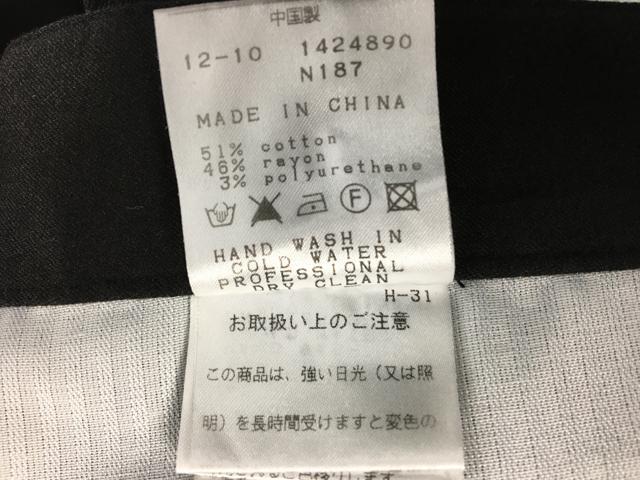 中国製
12-10 1424890
N187
MADE IN CHINA
51% cotton
46% rayon
3% polyurethane
F
HAND WASH IN
COLD WATER
PROFESSIONAL
DRY CLEAN
H-31
お取扱い上のご注意
この商品は、強い日光（又は照
明）を長時間受けますと変色の